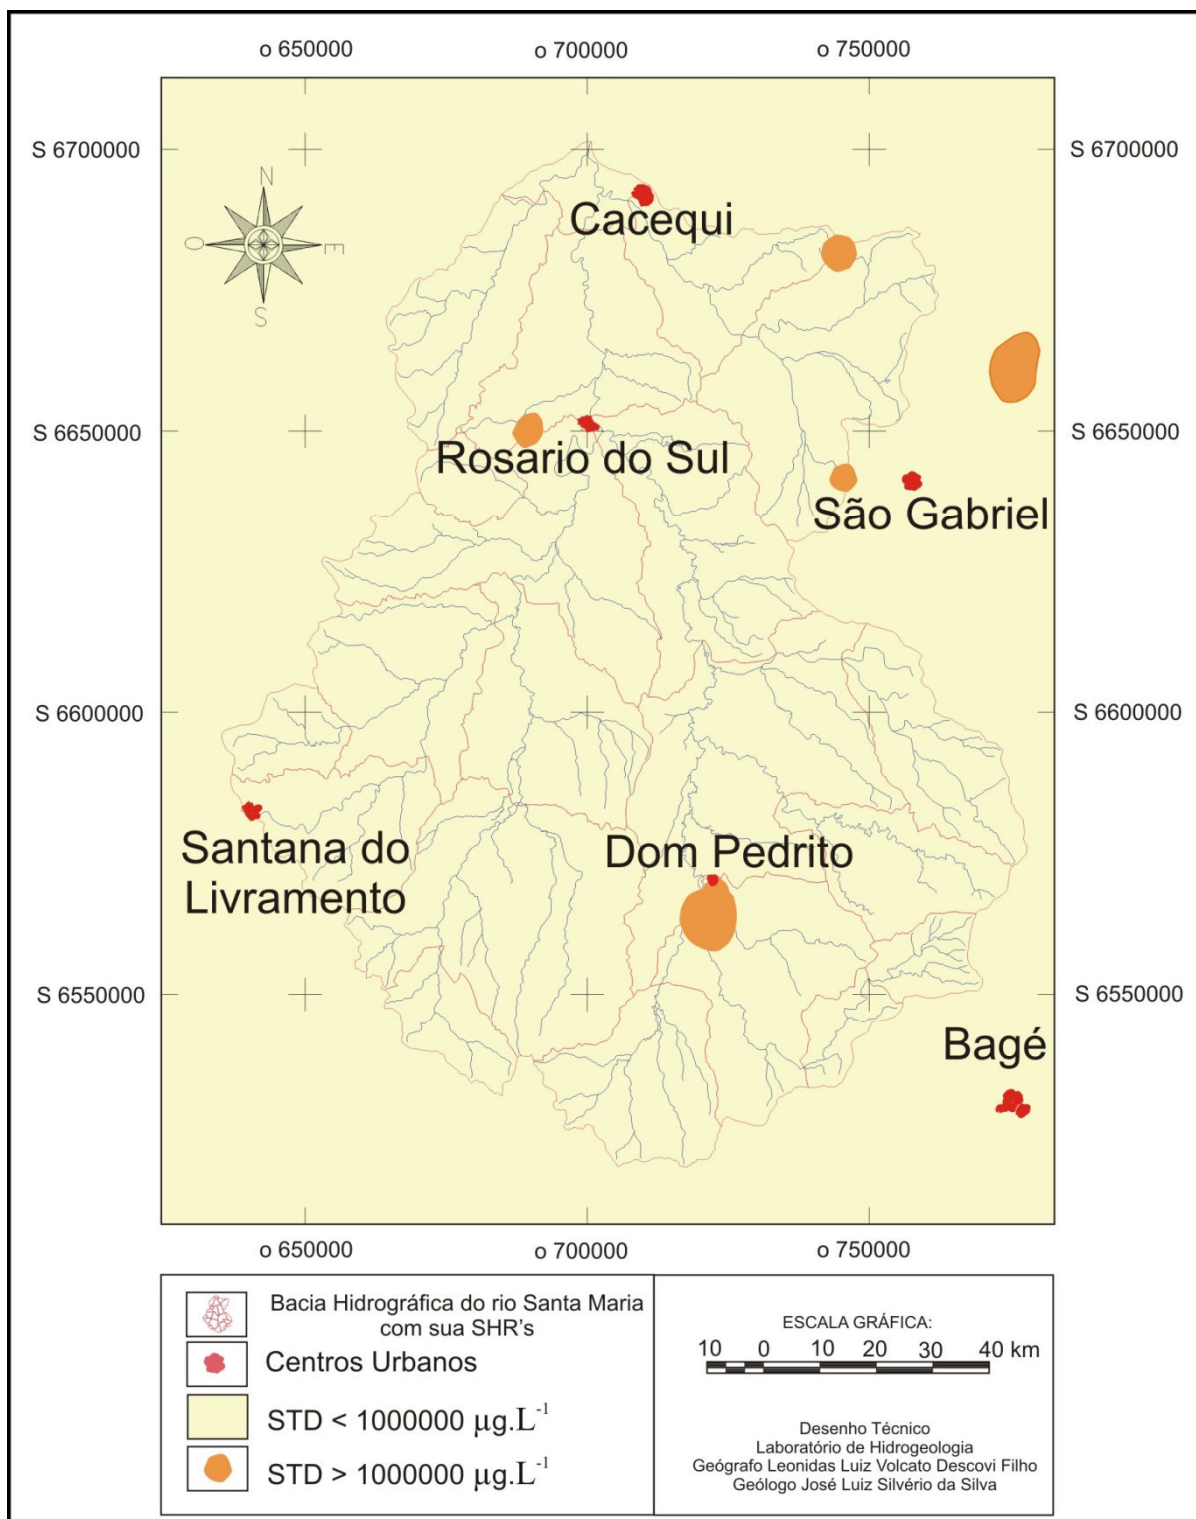 o 650000 o 700000 o 750000
S 6700000 S 6700000
N
Cacequi
O E
S
S 6650000 S 6650000
Rosario do Sul
São Gabriel
S 6600000 S 6600000
Santana do
Livramento
Dom Pedrito
S 6550000 S 6550000
Bagé
o 650000 o 700000 o 750000
Bacia Hidrográfica do rio Santa Maria
com sua SHR's
Centros Urbanos
STD < 1000000 µg.L⁻¹
STD > 1000000 µg.L⁻¹
ESCALA GRÁFICA:
10 0 10 20 30 40 km
Desenho Técnico
Laboratório de Hidrogeologia
Geógrafo Leonidas Luiz Volcato Descovi Filho
Geólogo José Luiz Silvério da Silva